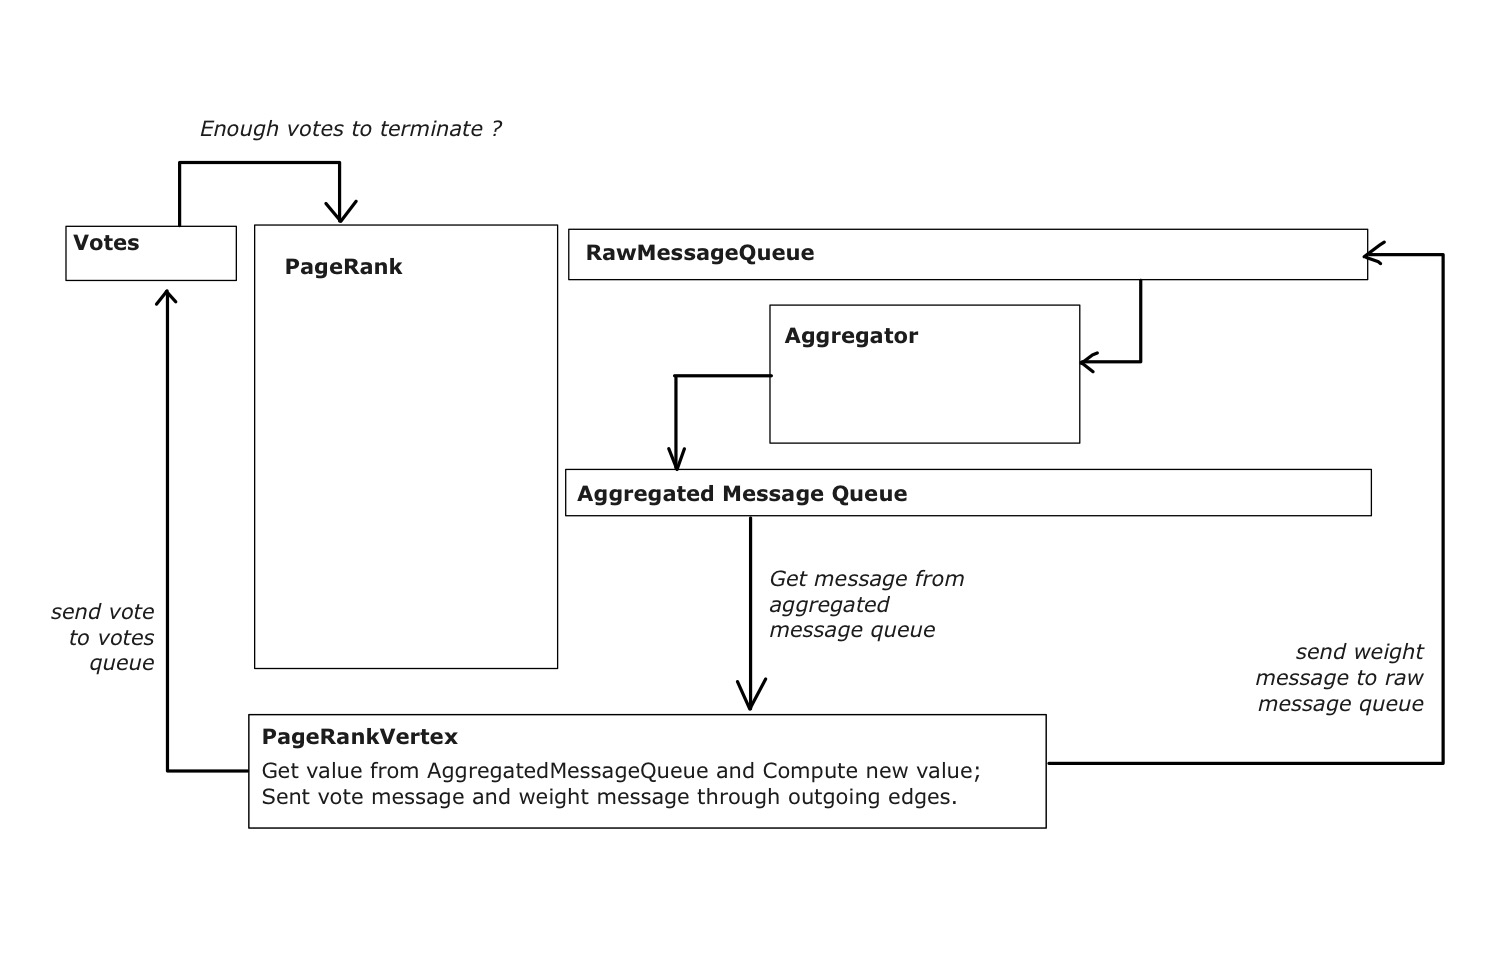 Enough votes to terminate ?
Votes
PageRank
RawMessageQueue
Aggregator
Aggregated Message Queue
Get message from
aggregated
message queue
send vote
to votes
queue
send weight
message to raw
message queue
PageRankVertex
Get value from AggregatedMessageQueue and Compute new value;
Sent vote message and weight message through outgoing edges.